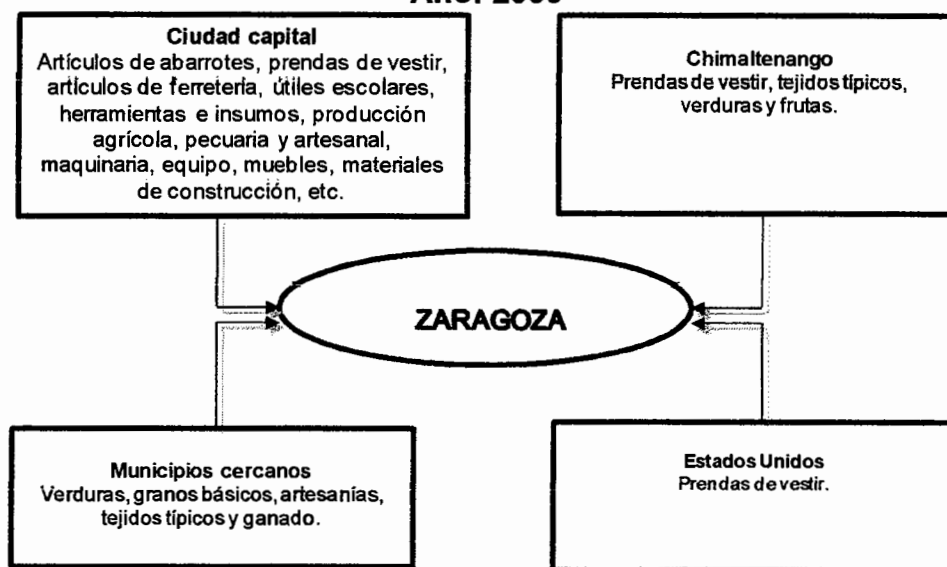 Ciudad capital
Artículos de abarrotes, prendas de vestir,
artículos de ferretería, útiles escolares,
herramientas e insumos, producción
agrícola, pecuaria y artesanal,
maquinaria, equipo, muebles, materiales
de construcción, etc.
Chimaltenango
Prendas de vestir, tejidos típicos,
verduras y frutas.
ZARAGOZA
Municipios cercanos
Verduras, granos básicos, artesanías,
tejidos típicos y ganado.
Estados Unidos
Prendas de vestir.